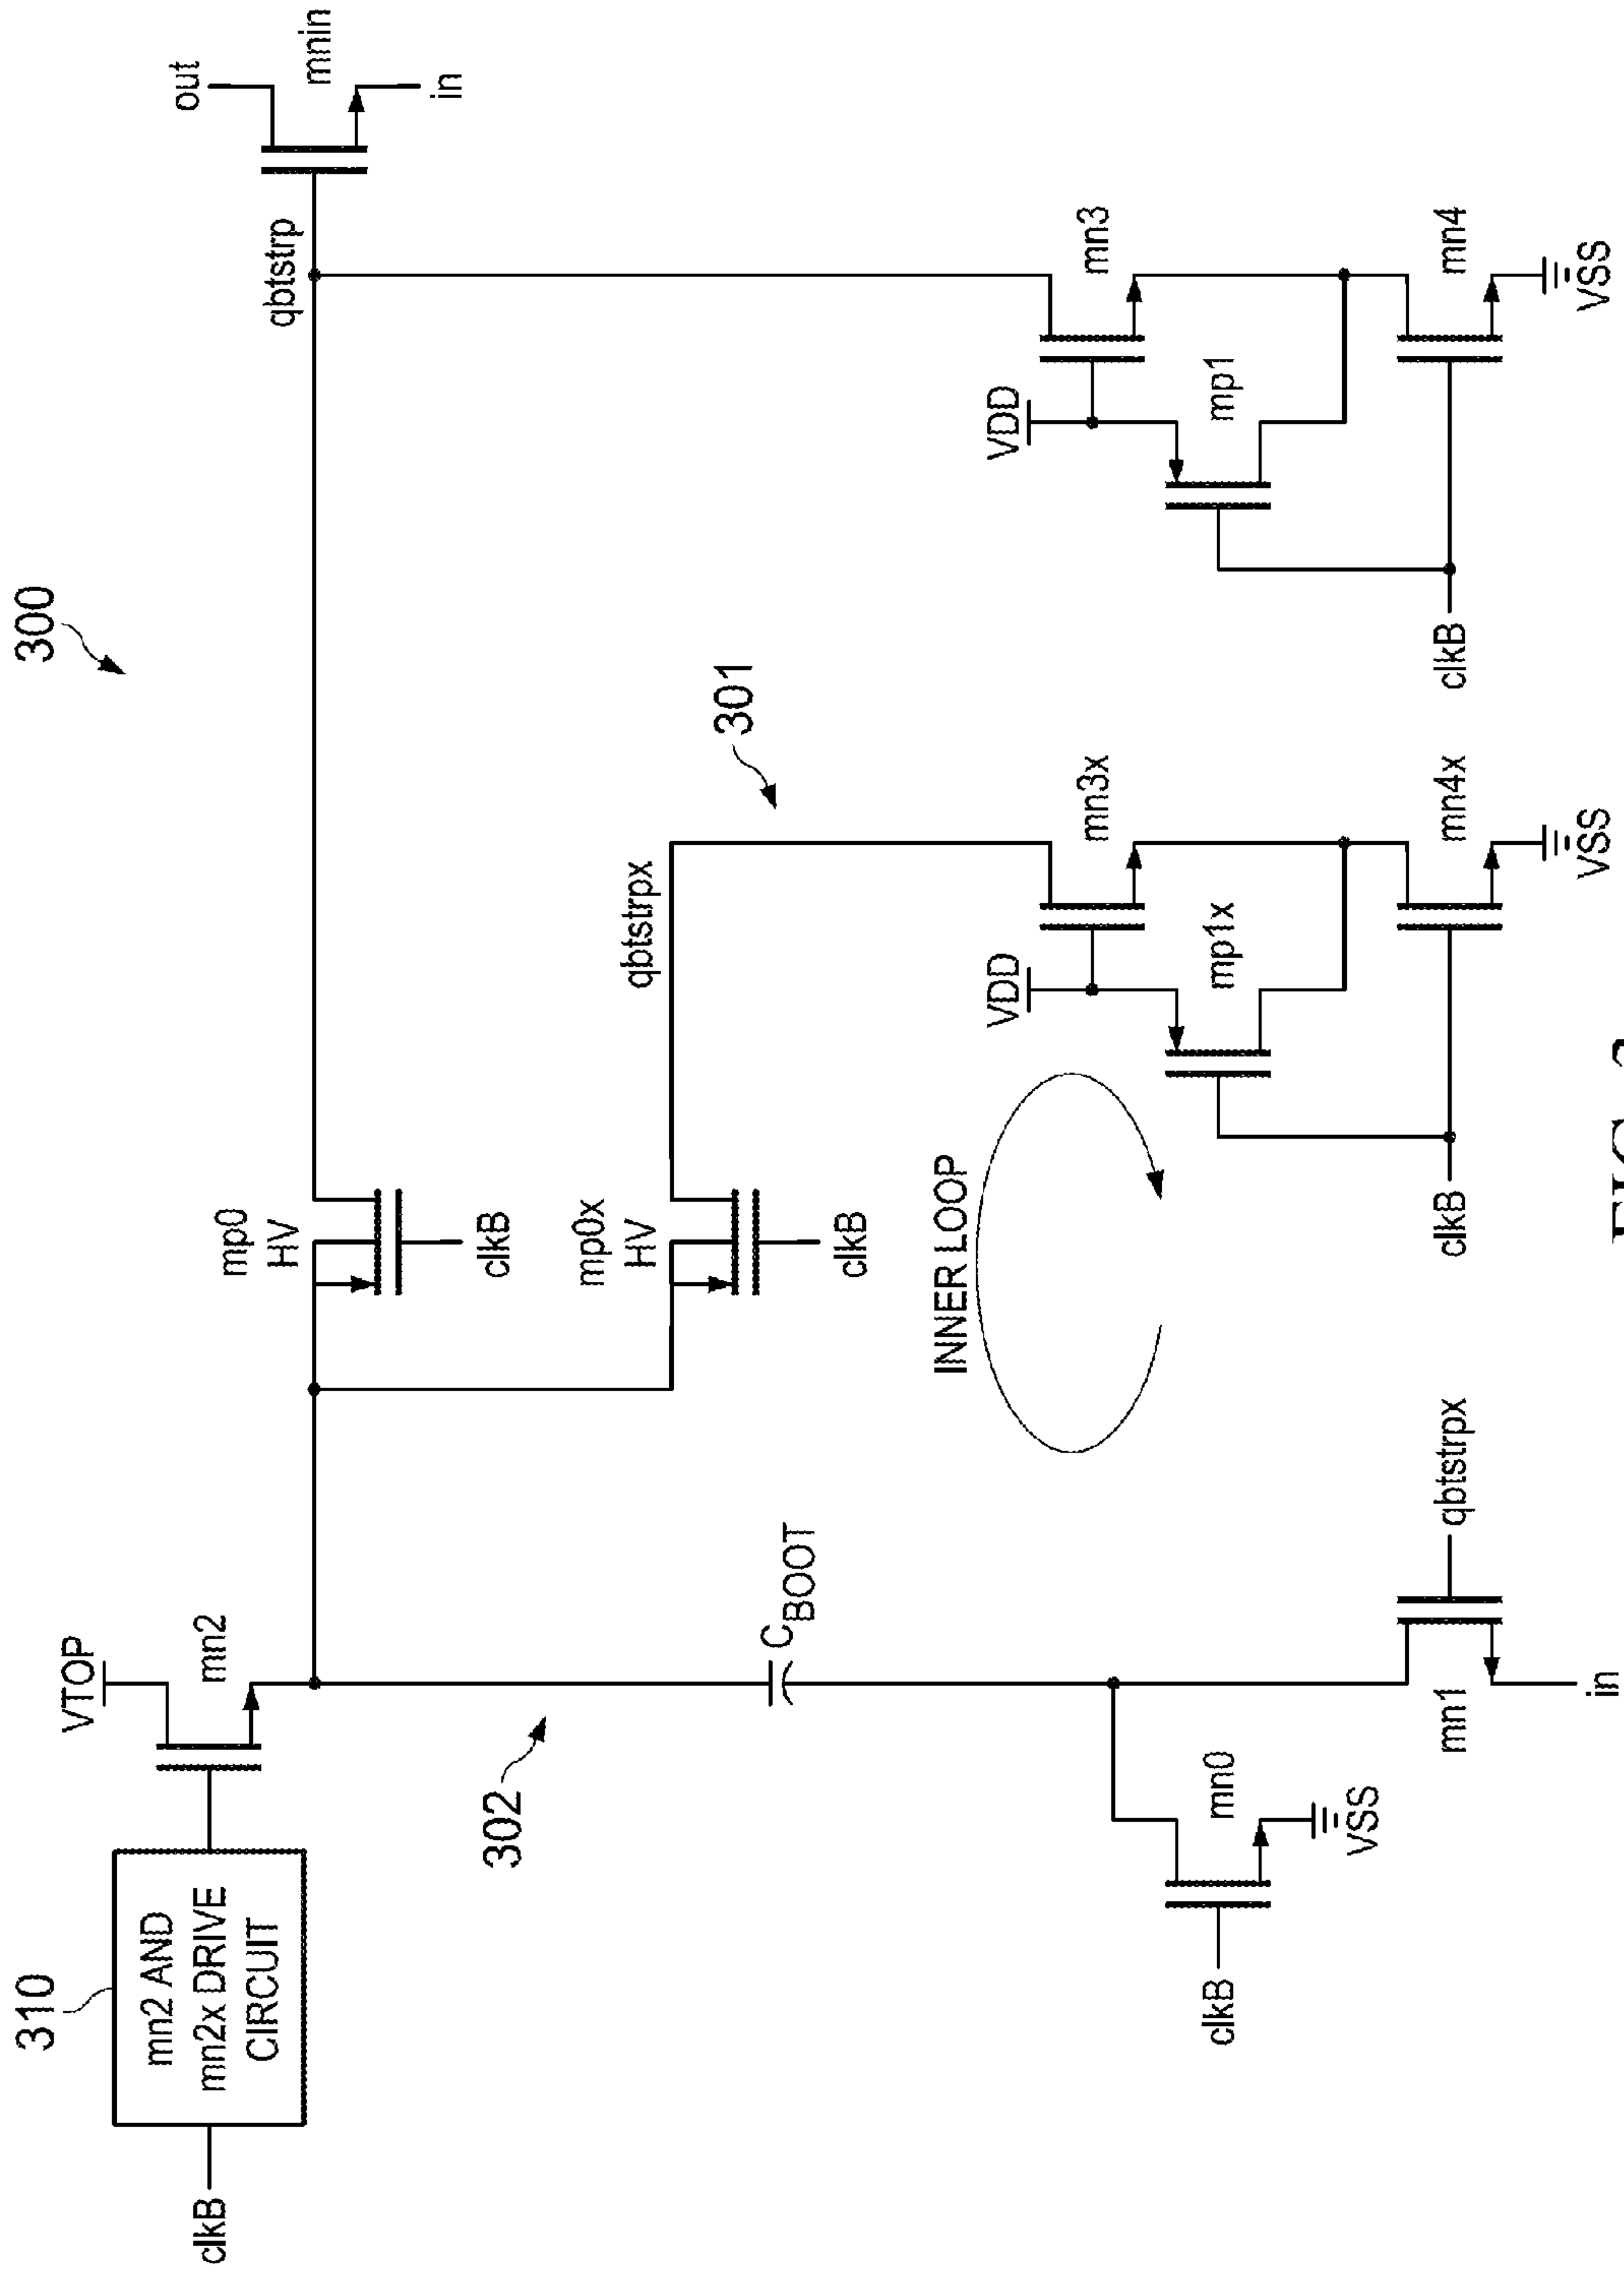 300
310
mn2 AND
mn2x DRIVE
CIRCUIT
clkB
VTOP
mn2
302
CBOOT
mp0
HV
clkB
mp0x
HV
clkB
qbtstrp
out
mnin
in
qbtstrpx
301
INNER LOOP
clkB
mn0
VSS
mn1
qbtstrpx
in
VDD
mn3x
mp1x
mn4x
clkB
VSS
VDD
mn3
mp1
mn4
clkB
VSS